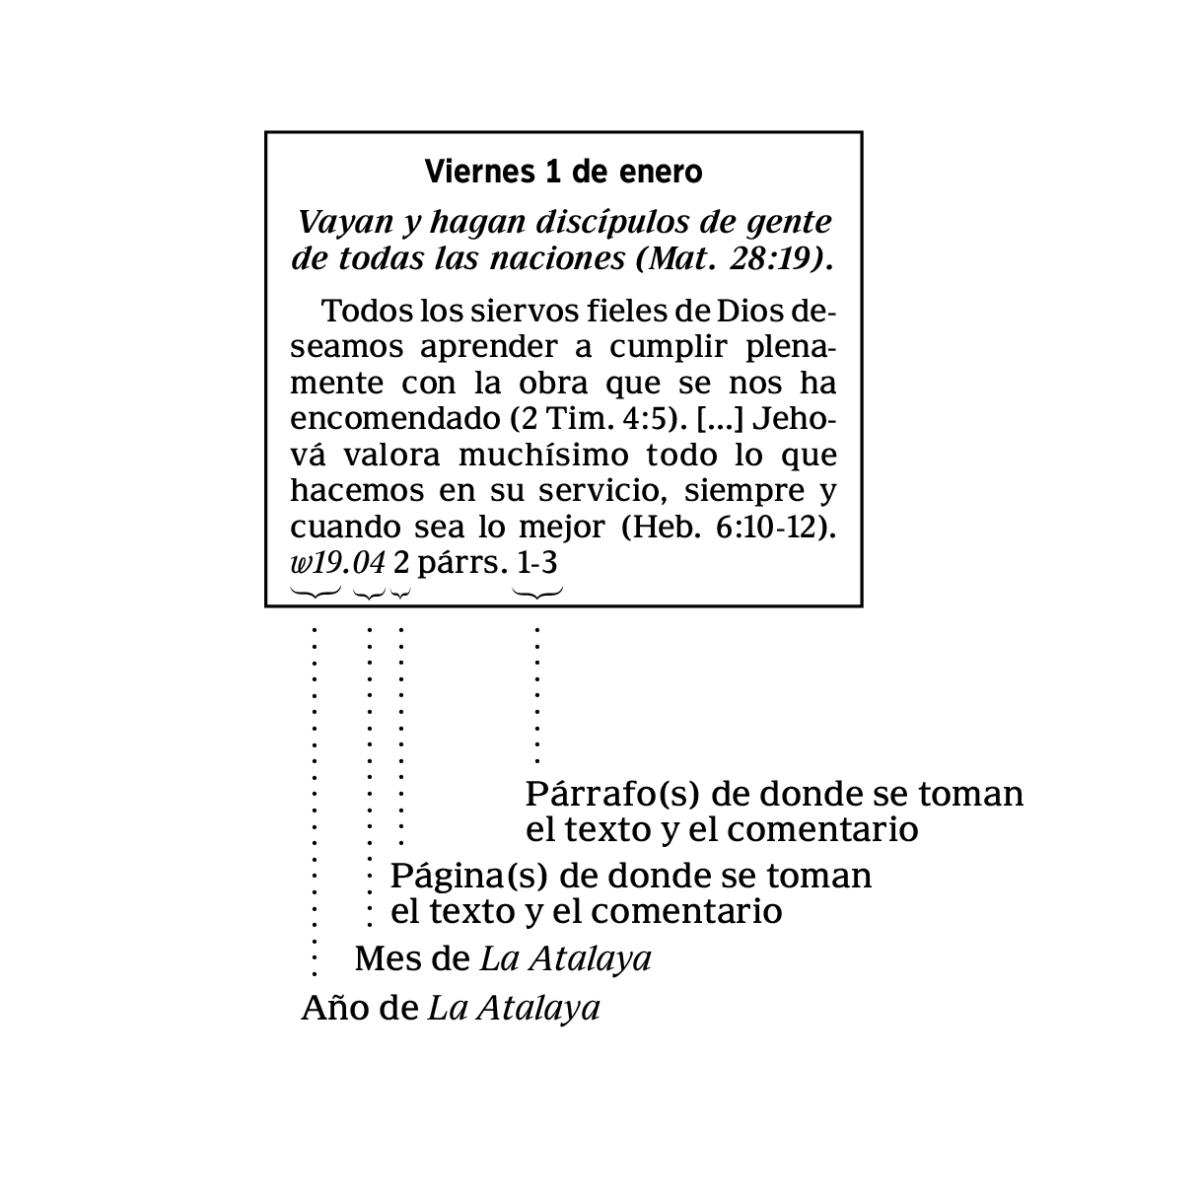 Viernes 1 de enero
Vayan y hagan discípulos de gente
de todas las naciones (Mat. 28:19).
Todos los siervos fieles de Dios de-
seamos aprender a cumplir plena-
mente con la obra que se nos ha
encomendado (2 Tim. 4:5). [...] Jeho-
vá valora muchísimo todo lo que
hacemos en su servicio, siempre y
cuando sea lo mejor (Heb. 6:10-12).
w19.04 2 párrs. 1-3
Párrafo(s) de donde se toman
el texto y el comentario
Página(s) de donde se toman
el texto y el comentario
Mes de La Atalaya
Año de La Atalaya